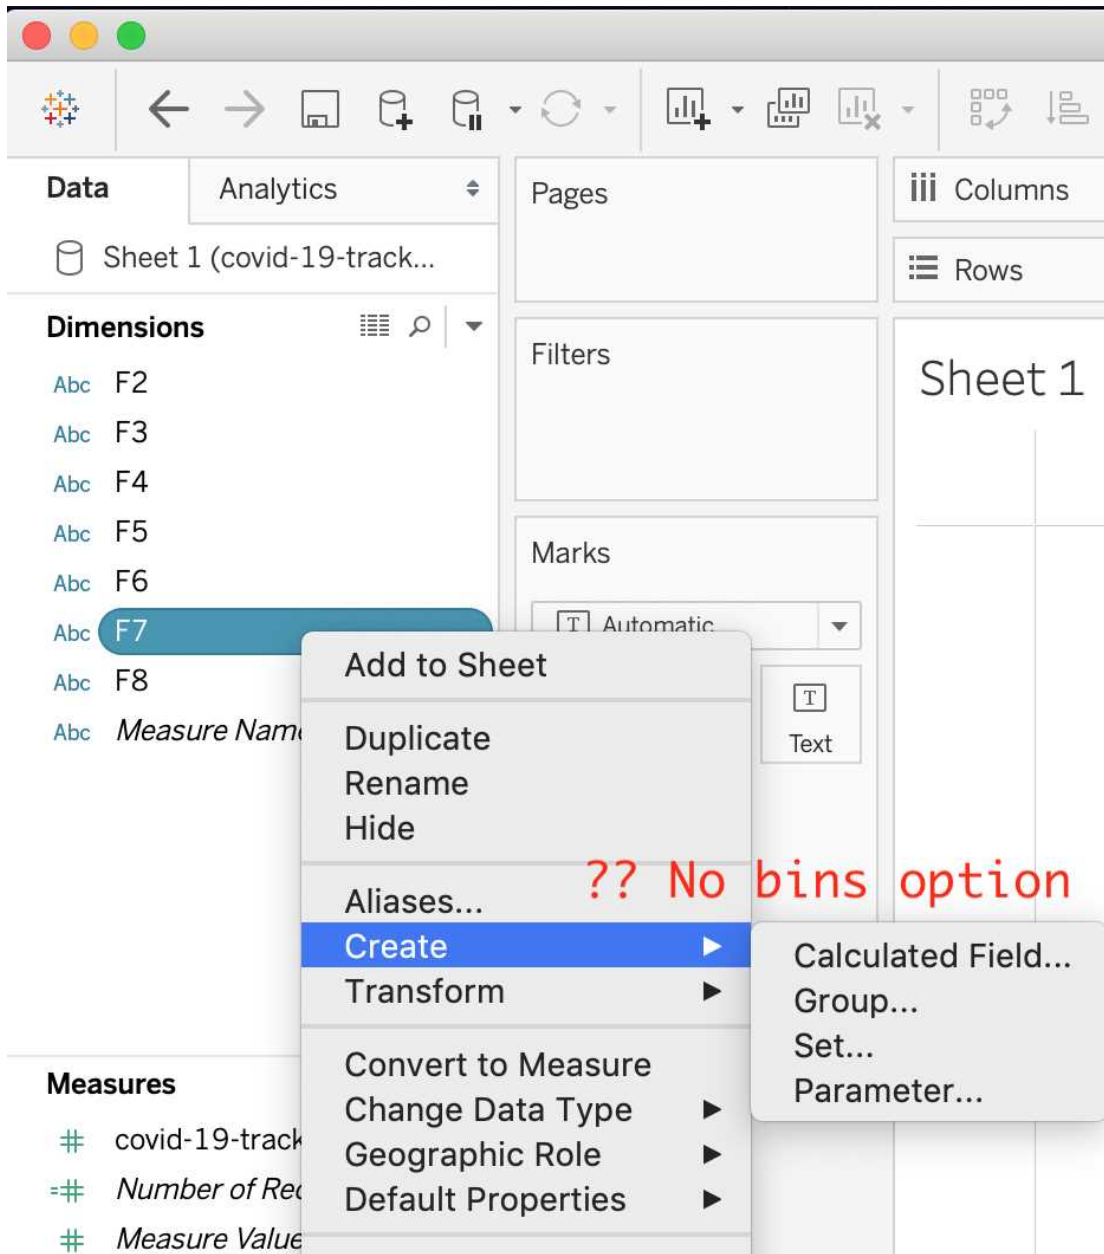 Data
Analytics
Pages
Columns
Sheet 1 (covid-19-track...
Rows
Dimensions
Filters
Sheet 1
Abc F2
Abc F3
Abc F4
Abc F5
Abc F6
Abc F7
Abc F8
Abc Measure Name
Marks
T Automatic
T
Text
Add to Sheet
Duplicate
Rename
Hide
Aliases...
?? No bins option
Create
Transform
Calculated Field...
Group...
Set...
Parameter...
Convert to Measure
Change Data Type
Geographic Role
Default Properties
Measures
# covid-19-track
=# Number of Rec
# Measure Value